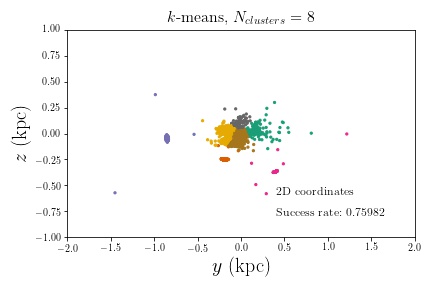 k-means, N_clusters = 8
1.00
0.75
0.50
0.25
0.00
−0.25
−0.50
−0.75
−1.00
z (kpc)
2D coordinates
Success rate: 0.75982
−2.0 −1.5 −1.0 −0.5 0.0 0.5 1.0 1.5 2.0
y (kpc)